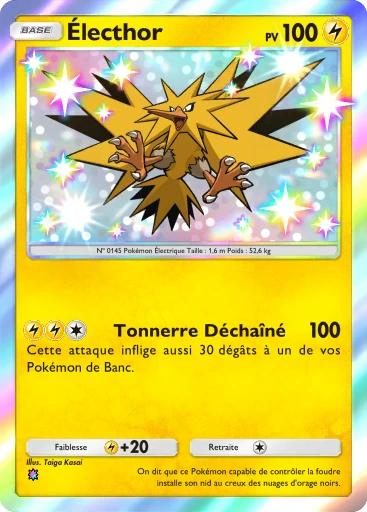 BASE Électhor PV 100
N° 0145 Pokémon Électrique Taille : 1,6 m Poids : 52,6 kg
Tonnerre Déchaîné 100
Cette attaque inflige aussi 30 dégâts à un de vos
Pokémon de Banc.
Faiblesse +20 Retraite
Illus. Taiga Kasai
On dit que ce Pokémon capable de contrôler la foudre
installe son nid au creux des nuages d'orage noirs.